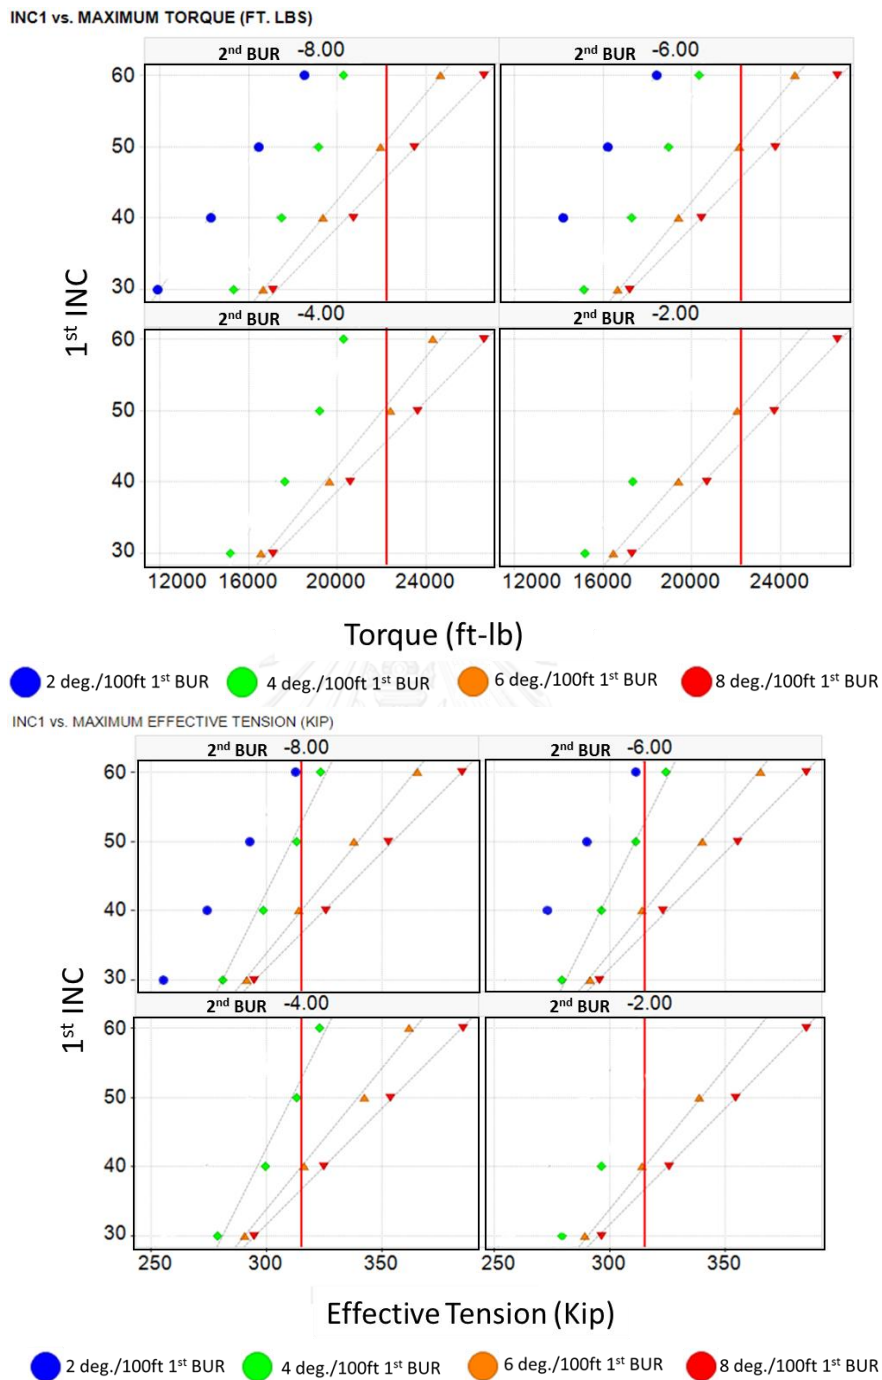 INC1 vs. MAXIMUM TORQUE (FT. LBS)
2nd BUR -8.00 2nd BUR -6.00
60
50
40
30
2nd BUR -4.00 2nd BUR -2.00
60
50
40
30
1st INC
12000 16000 20000 24000 12000 16000 20000 24000
Torque (ft-lb)
2 deg./100ft 1st BUR 4 deg./100ft 1st BUR 6 deg./100ft 1st BUR 8 deg./100ft 1st BUR
INC1 vs. MAXIMUM EFFECTIVE TENSION (KIP)
2nd BUR -8.00 2nd BUR -6.00
60
50
40
30
2nd BUR -4.00 2nd BUR -2.00
60
50
40
30
1st INC
250 300 350 250 300 350
Effective Tension (Kip)
2 deg./100ft 1st BUR 4 deg./100ft 1st BUR 6 deg./100ft 1st BUR 8 deg./100ft 1st BUR